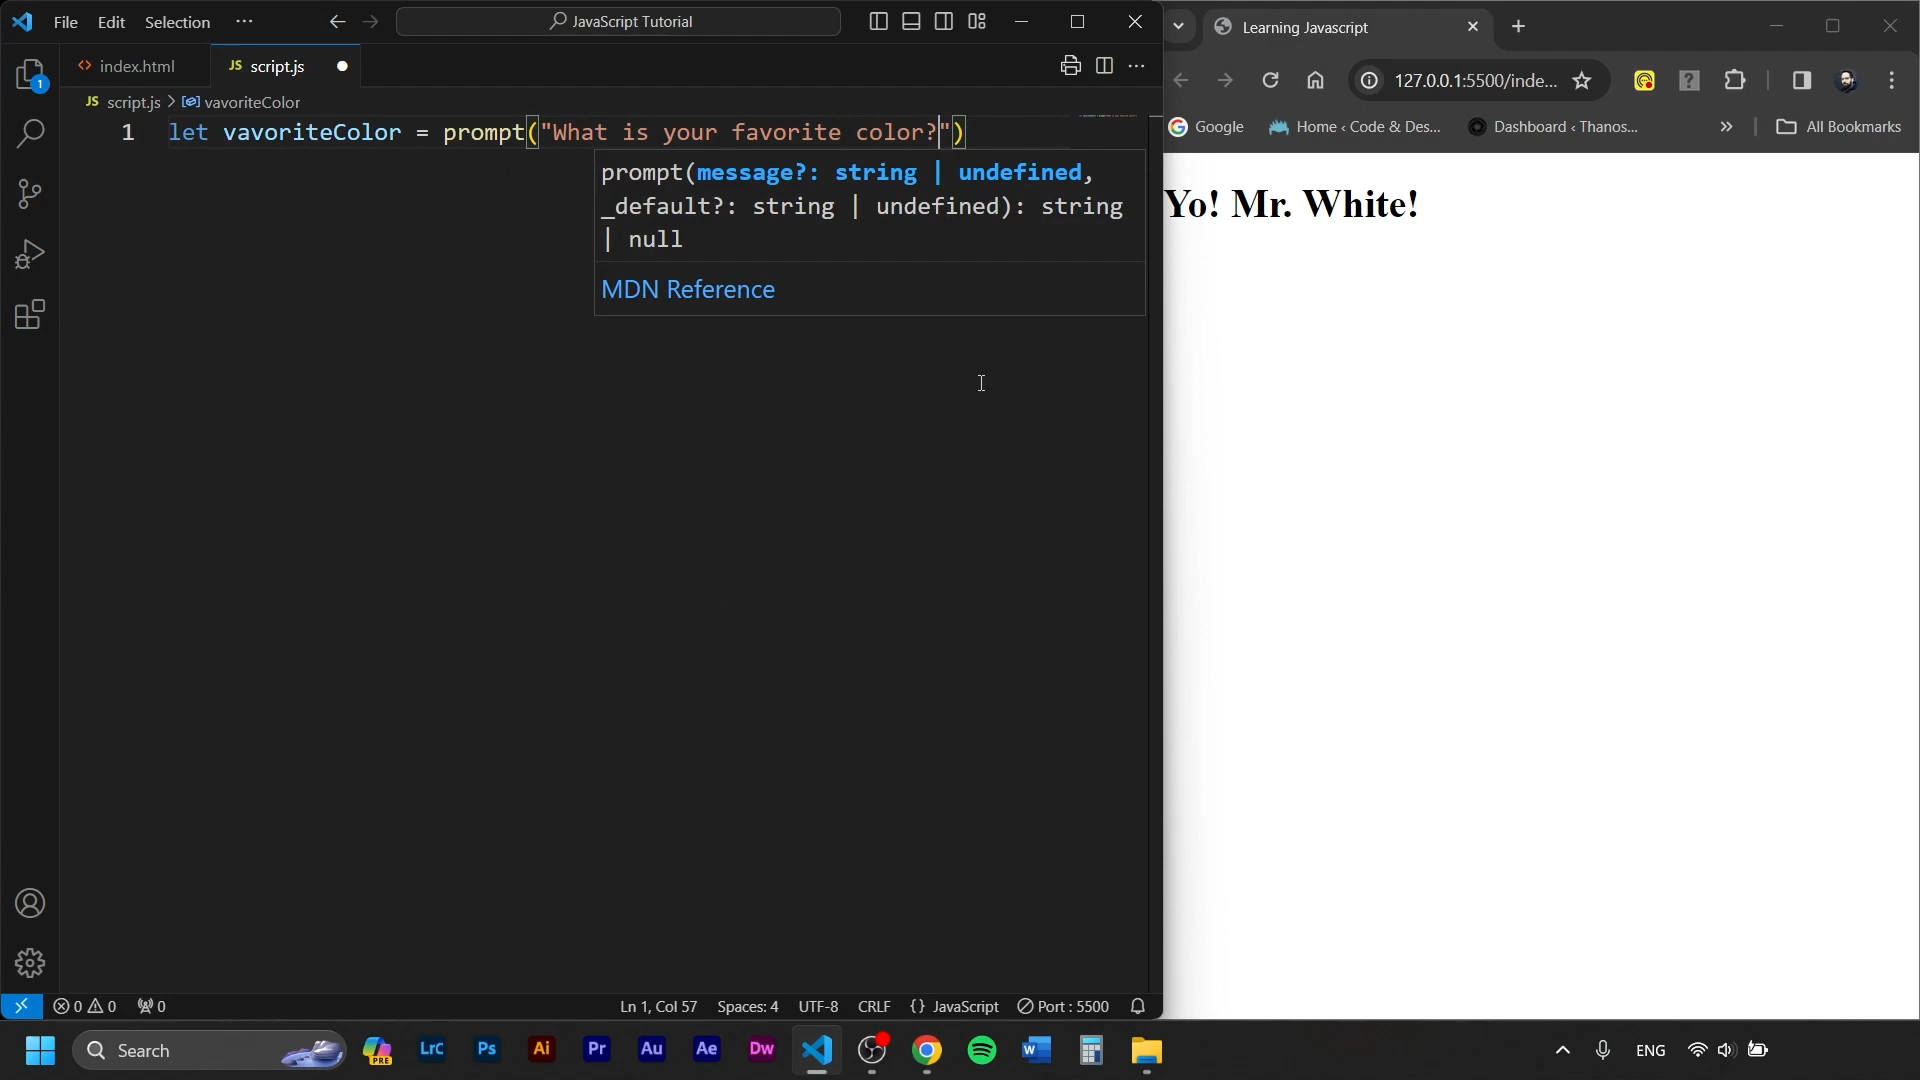 File Edit Selection ···
JavaScript Tutorial
index.html
JS script.js
JS script.js > vavoriteColor
1 let vavoriteColor = prompt("What is your favorite color?")
prompt(message?: string | undefined,
_default?: string | undefined): string
| null
MDN Reference
1
0 0 0
Ln 1, Col 57 Spaces: 4 UTF-8 CRLF {} JavaScript Port : 5500
Learning Javascript
127.0.0.1:5500/inde...
Google Home ‹ Code & Des... Dashboard ‹ Thanos... » All Bookmarks
Yo! Mr. White!
Search PRE LrC Ps Ai Pr Au Ae Dw W ENG